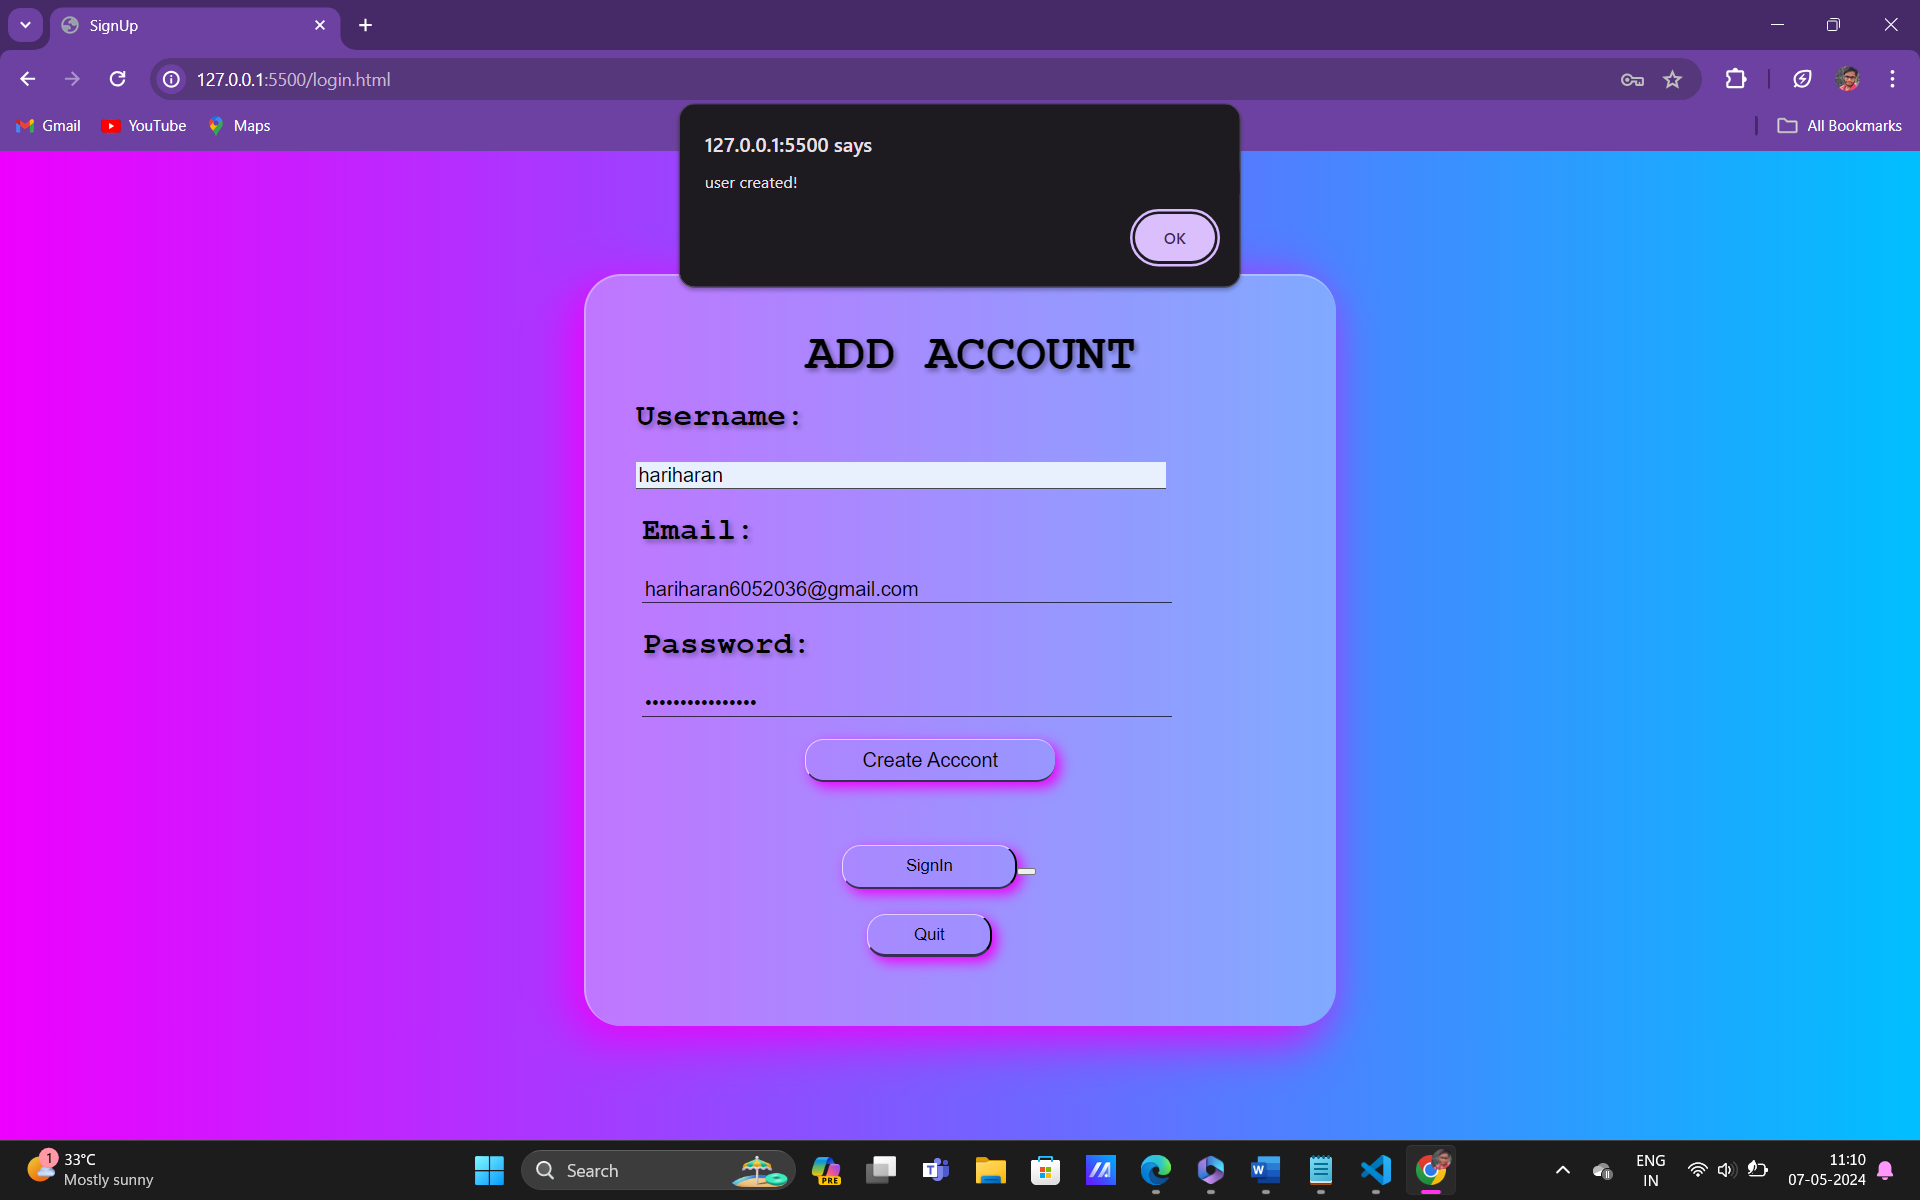 SignUp
127.0.0.1:5500/login.html
Gmail YouTube Maps All Bookmarks
127.0.0.1:5500 says
user created!
OK
ADD ACCOUNT
Username:
hariharan
Email:
hariharan6052036@gmail.com
Password:
••••••••••••••••
Create Acccont
SignIn
Quit
1 33°C
Mostly sunny
Search
PRE
ENG
IN
11:10
07-05-2024